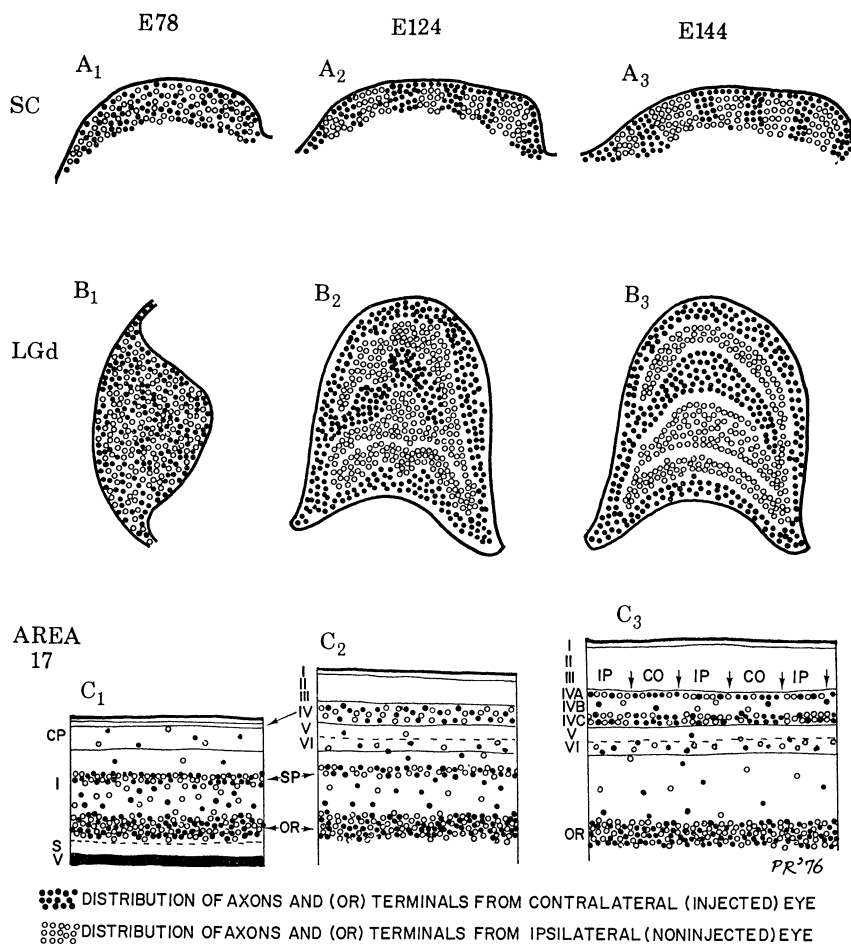 E78 E124 E144
A1 A2 A3
SC
B1 B2 B3
LGd
AREA
17
C1 C2 C3
CP
I
S
V
I
II
III
IV
V
VI
SP
OR
I
II
III
IVA
IVB
IVC
V
VI
OR
IP CO IP CO IP
PR'76
DISTRIBUTION OF AXONS AND (OR) TERMINALS FROM CONTRALATERAL (INJECTED) EYE
DISTRIBUTION OF AXONS AND (OR) TERMINALS FROM IPSILATERAL (NONINJECTED) EYE